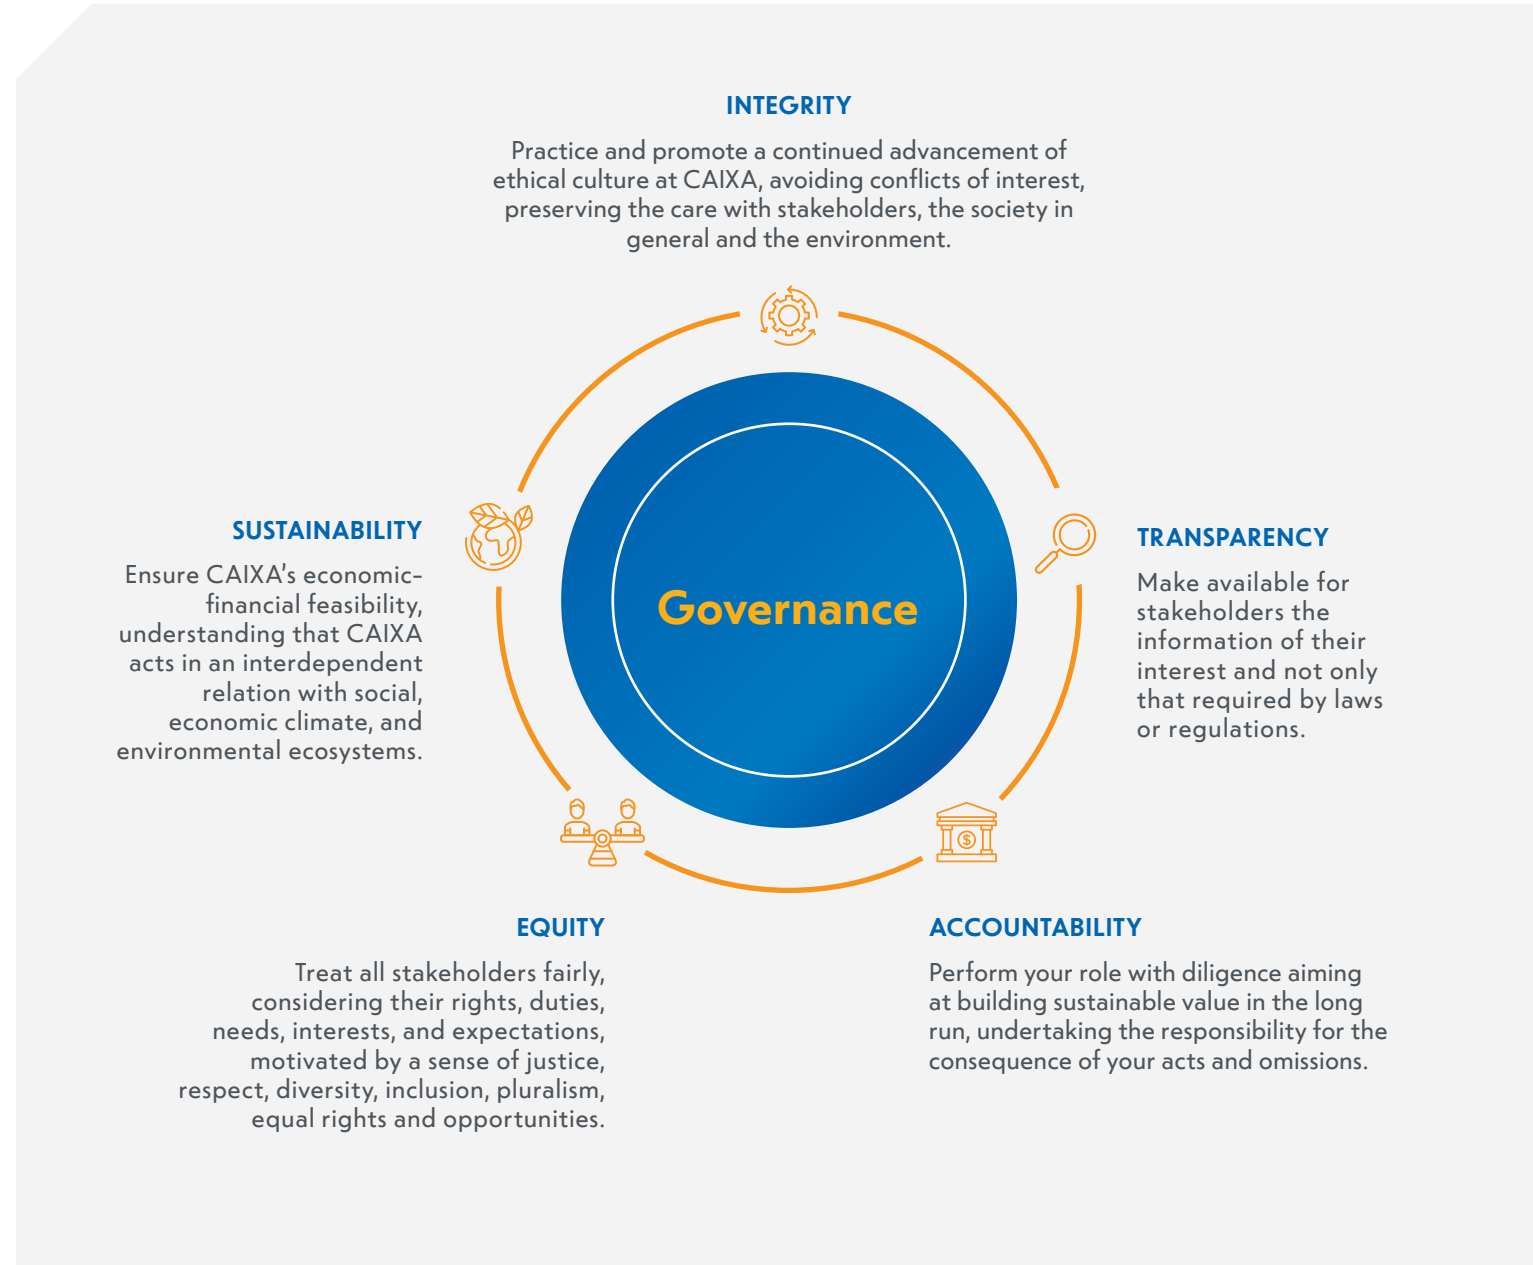 INTEGRITY
Practice and promote a continued advancement of
ethical culture at CAIXA, avoiding conflicts of interest,
preserving the care with stakeholders, the society in
general and the environment.
SUSTAINABILITY
Ensure CAIXA's economic-
financial feasibility,
understanding that CAIXA
acts in an interdependent
relation with social,
economic climate, and
environmental ecosystems.
Governance
TRANSPARENCY
Make available for
stakeholders the
information of their
interest and not only
that required by laws
or regulations.
$
EQUITY
Treat all stakeholders fairly,
considering their rights, duties,
needs, interests, and expectations,
motivated by a sense of justice,
respect, diversity, inclusion, pluralism,
equal rights and opportunities.
ACCOUNTABILITY
Perform your role with diligence aiming
at building sustainable value in the long
run, undertaking the responsibility for the
consequence of your acts and omissions.